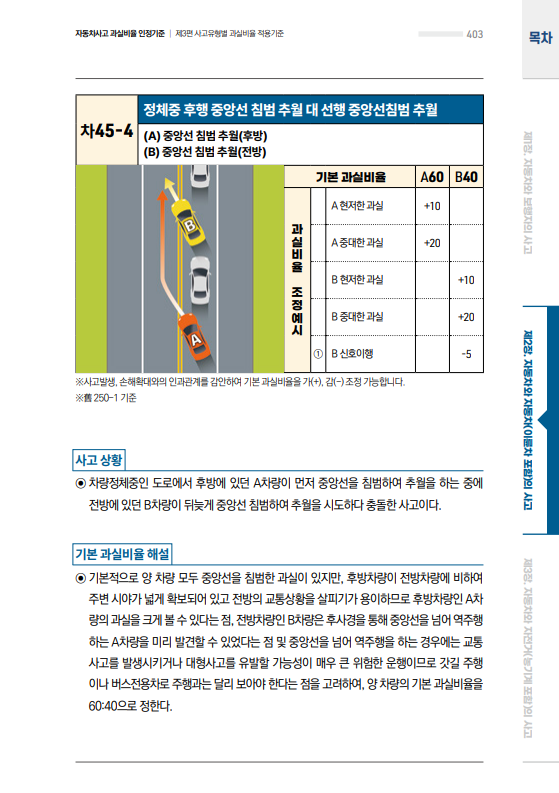 자동차사고 과실비율 인정기준 | 제3편 사고유형별 과실비율 적용기준
403
목차
차45-4
정체중 후행 중앙선 침범 추월 대 선행 중앙선침범 추월
(A) 중앙선 침범 추월(후방)
(B) 중앙선 침범 추월(전방)
기본 과실비율 A60 B40
과실비율 조정예시
A 현저한 과실 +10
A 중대한 과실 +20
B 현저한 과실 +10
B 중대한 과실 +20
① B 신호이행 -5
B
A
※사고발생, 손해확대와의 인과관계를 감안하여 기본 과실비율을 가(+), 감(-) 조정 가능합니다.
※舊 250-1 기준
사고 상황
◉ 차량정체중인 도로에서 후방에 있던 A차량이 먼저 중앙선을 침범하여 추월을 하는 중에
전방에 있던 B차량이 뒤늦게 중앙선 침범하여 추월을 시도하다 충돌한 사고이다.
기본 과실비율 해설
◉ 기본적으로 양 차량 모두 중앙선을 침범한 과실이 있지만, 후방차량이 전방차량에 비하여
주변 시야가 넓게 확보되어 있고 전방의 교통상황을 살피기가 용이하므로 후방차량인 A차
량의 과실을 크게 볼 수 있다는 점, 전방차량인 B차량은 후사경을 통해 중앙선을 넘어 역주행
하는 A차량을 미리 발견할 수 있었다는 점 및 중앙선을 넘어 역주행을 하는 경우에는 교통
사고를 발생시키거나 대형사고를 유발할 가능성이 매우 큰 위험한 운행이므로 갓길 주행
이나 버스전용차로 주행과는 달리 보아야 한다는 점을 고려하여, 양 차량의 기본 과실비율을
60:40으로 정한다.
제1장. 자동차와 보행자의 사고
제2장. 자동차와 자동차(이륜차 포함)의 사고
제3장. 자동차와 자전거(농기계 포함)의 사고